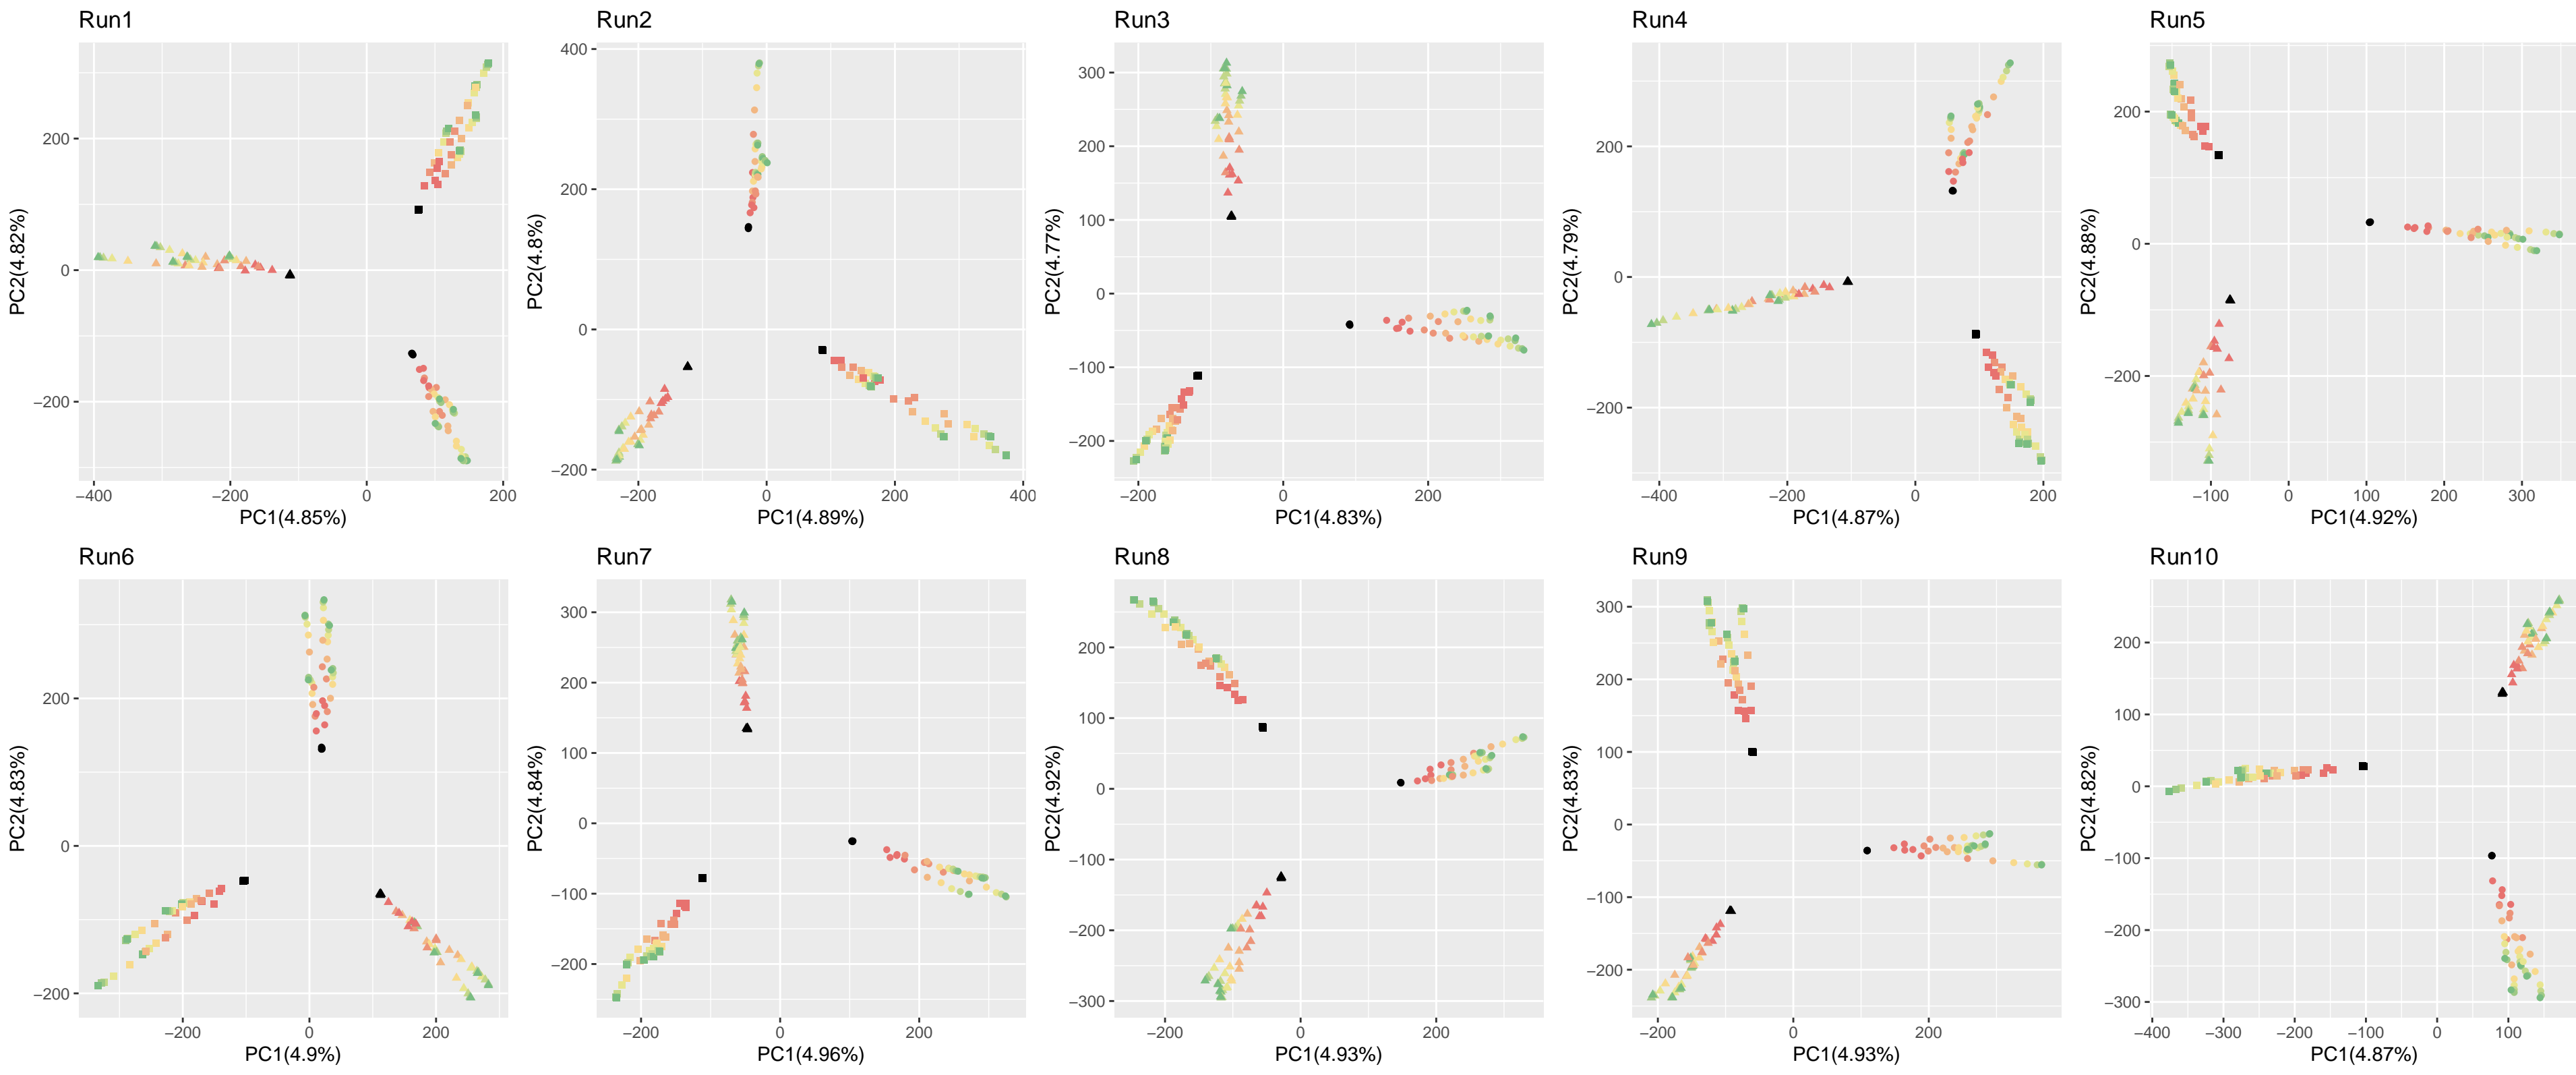 Run1 Run2 Run3 Run4 Run5
PC2(4.82%)
200
0
−200
−400 −200 0 200
PC1(4.85%)
PC2(4.8%)
400
200
0
−200
−200 0 200 400
PC1(4.89%)
PC2(4.77%)
300
200
100
0
−100
−200
−200 0 200
PC1(4.83%)
PC2(4.79%)
200
0
−200
−400 −200 0 200
PC1(4.87%)
PC2(4.88%)
200
0
−200
−100 0 100 200 300
PC1(4.92%)
Run6 Run7 Run8 Run9 Run10
PC2(4.83%)
200
0
−200
−200 0 200
PC1(4.9%)
PC2(4.84%)
300
200
100
0
−100
−200
−200 0 200
PC1(4.96%)
PC2(4.92%)
200
100
0
−100
−200
−300
−200 0 200
PC1(4.93%)
PC2(4.83%)
300
200
100
0
−100
−200
−200 0 200
PC1(4.93%)
PC2(4.82%)
200
100
0
−100
−200
−300
−400 −300 −200 −100 0 100
PC1(4.87%)